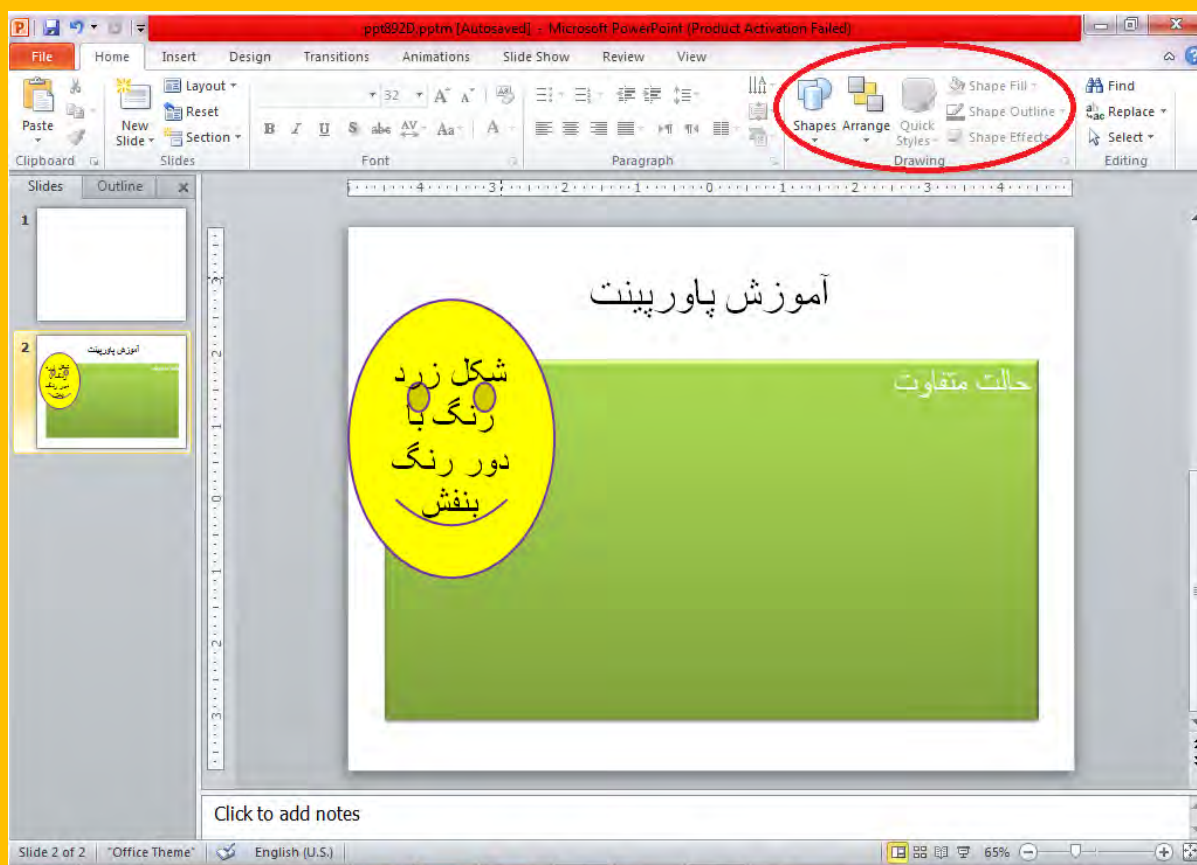 ppt892D.pptm [Autosaved] - Microsoft PowerPoint (Product Activation Failed)
File Home Insert Design Transitions Animations Slide Show Review View
Paste
New Slide
Layout
Reset
Section
32
Shapes Arrange Quick Styles
Shape Fill
Shape Outline
Shape Effects
Find
Replace
Select
Clipboard Slides Font Paragraph Drawing Editing
Slides Outline
1
2
آموزش پاورپینت
شکل زرد
رنگ با
دور رنگ
بنفش
حالت متفاوت
Click to add notes
Slide 2 of 2 "Office Theme" English (U.S.) 65%